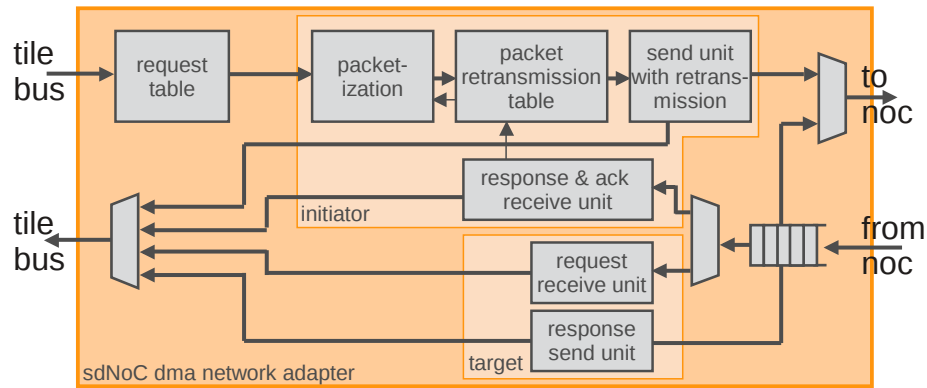 tile
bus
request
table
packet-
ization
packet
retransmission
table
send unit
with retrans-
mission
to
noc
response & ack
receive unit
initiator
tile
bus
from
noc
request
receive unit
response
send unit
target
sdNoC dma network adapter